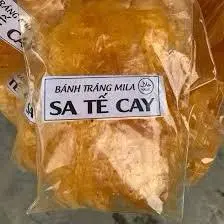 BÁNH TRÁNG MILA
SA TẾ CAY